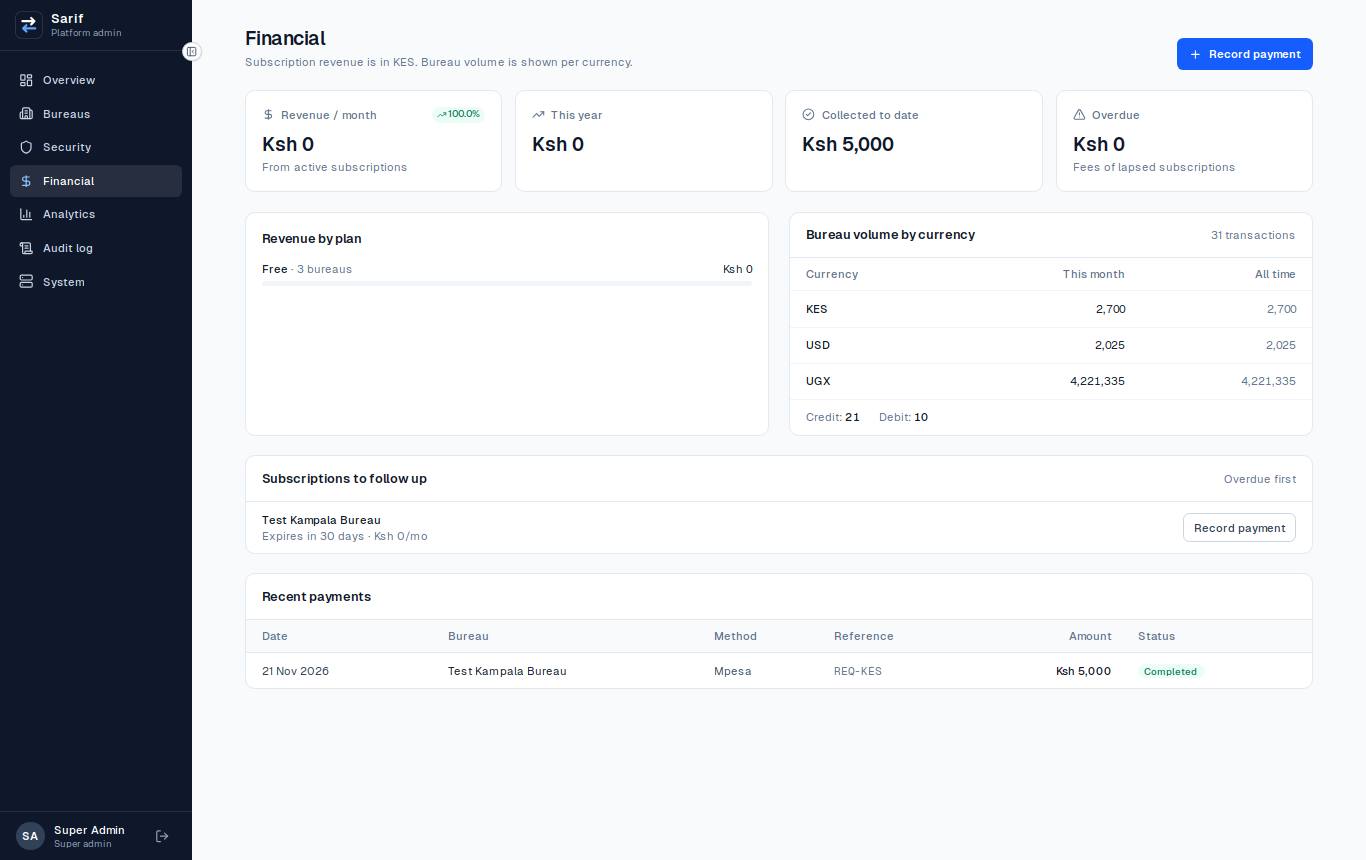 Sarif
Platform admin
Overview
Bureaus
Security
Financial
Analytics
Audit log
System
SA
Super Admin
Super admin
Financial
Subscription revenue is in KES. Bureau volume is shown per currency.
Record payment
Revenue / month
100.0%
Ksh 0
From active subscriptions
This year
Ksh 0
Collected to date
Ksh 5,000
Overdue
Ksh 0
Fees of lapsed subscriptions
Revenue by plan
Free · 3 bureaus Ksh 0
Bureau volume by currency 31 transactions
Currency This month All time
KES 2,700 2,700
USD 2,025 2,025
UGX 4,221,335 4,221,335
Credit: 21 Debit: 10
Subscriptions to follow up Overdue first
Test Kampala Bureau
Expires in 30 days · Ksh 0/mo
Record payment
Recent payments
Date Bureau Method Reference Amount Status
21 Nov 2026 Test Kampala Bureau Mpesa REQ-KES Ksh 5,000 Completed